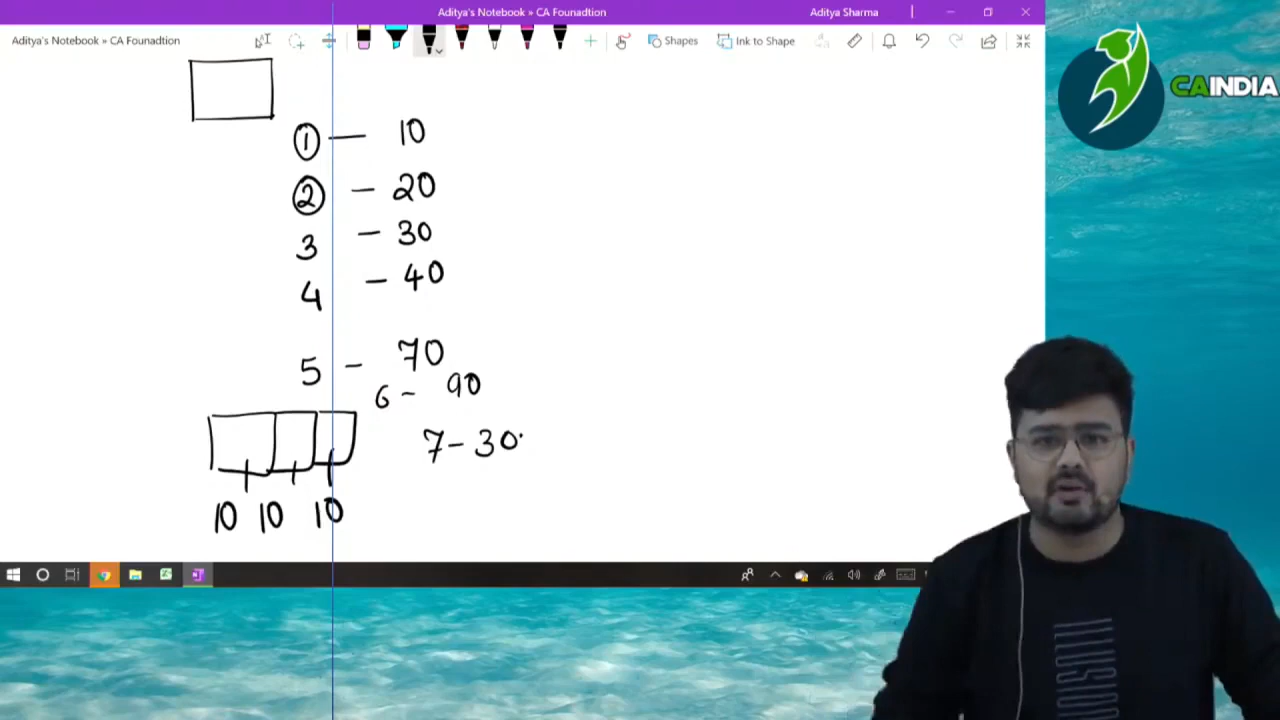 Aditya's Notebook » CA Founadtion
Aditya Sharma
Aditya's Notebook » CA Founadtion
Shapes
Ink to Shape
CAINDIA
1 — 10
2 – 20
3 – 30
4 – 40
5 – 70
6 – 90
7 – 30
10 10 10
ILLUSION